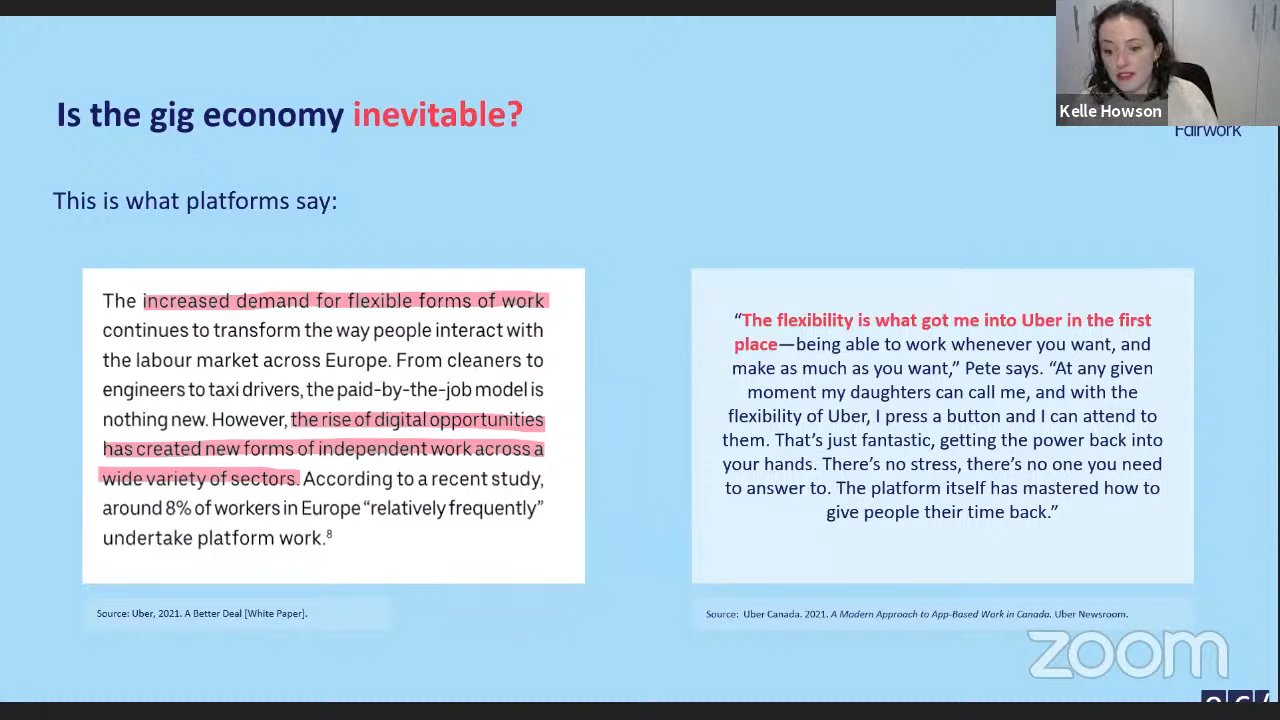 Kelle Howson
Fairwork
Is the gig economy inevitable?
This is what platforms say:
The increased demand for flexible forms of work
continues to transform the way people interact with
the labour market across Europe. From cleaners to
engineers to taxi drivers, the paid-by-the-job model is
nothing new. However, the rise of digital opportunities
has created new forms of independent work across a
wide variety of sectors. According to a recent study,
around 8% of workers in Europe “relatively frequently”
undertake platform work.⁸
Source: Uber, 2021. A Better Deal [White Paper].
“The flexibility is what got me into Uber in the first
place—being able to work whenever you want, and
make as much as you want,” Pete says. “At any given
moment my daughters can call me, and with the
flexibility of Uber, I press a button and I can attend to
them. That’s just fantastic, getting the power back into
your hands. There’s no stress, there’s no one you need
to answer to. The platform itself has mastered how to
give people their time back.”
Source: Uber Canada. 2021. A Modern Approach to App-Based Work in Canada. Uber Newsroom.
zoom